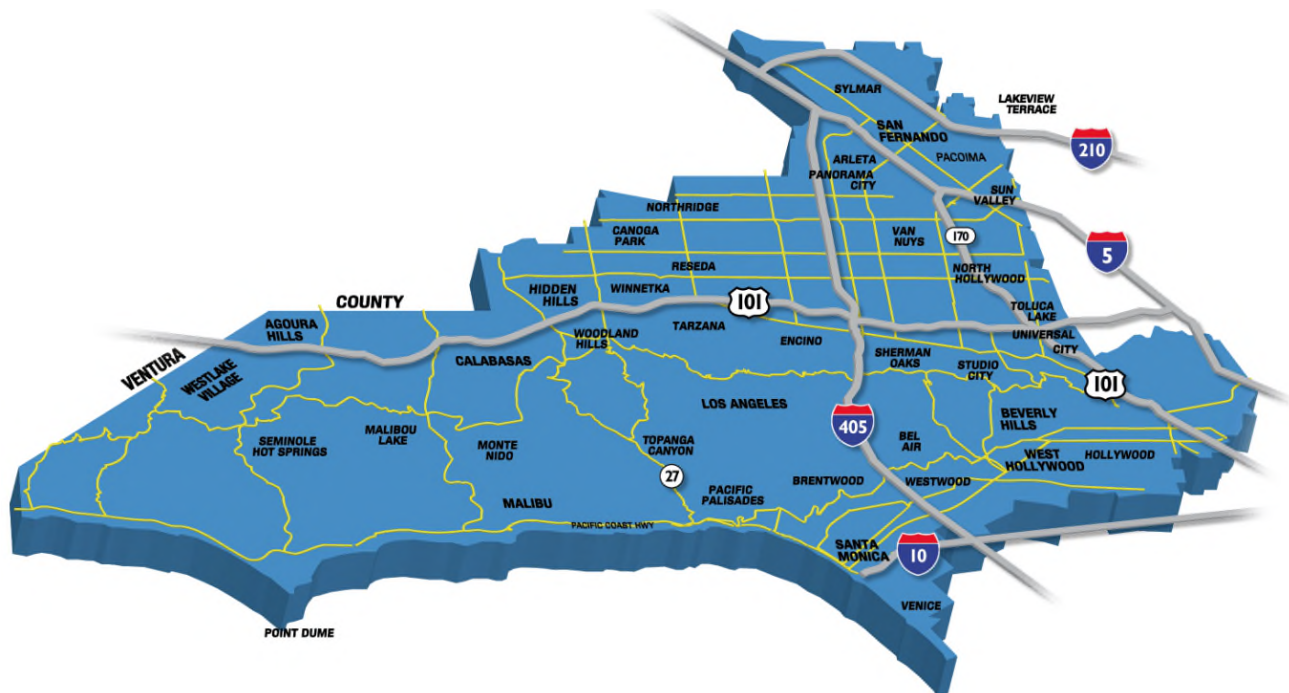 SYLMAR
LAKEVIEW
TERRACE
SAN
FERNANDO
210
ARLETA
PACOIMA
PANORAMA
CITY
SUN
VALLEY
NORTHRIDGE
CANOGA
PARK
VAN
NUYS
170
5
RESEDA
NORTH
HOLLYWOOD
HIDDEN
HILLS
WINNETKA
101
COUNTY
TOLUCA
LAKE
AGOURA
HILLS
TARZANA
WOODLAND
HILLS
ENCINO
UNIVERSAL
CITY
VENTURA
WESTLAKE
VILLAGE
CALABASAS
SHERMAN
OAKS
STUDIO
CITY
101
LOS ANGELES
405
BEVERLY
HILLS
MALIBOU
LAKE
SEMINOLE
HOT SPRINGS
MONTE
NIDO
TOPANGA
CANYON
BEL
AIR
WEST
HOLLYWOOD
HOLLYWOOD
27
BRENTWOOD
WESTWOOD
PACIFIC
PALISADES
MALIBU
PACIFIC COAST HWY
SANTA
MONICA
10
VENICE
POINT DUME